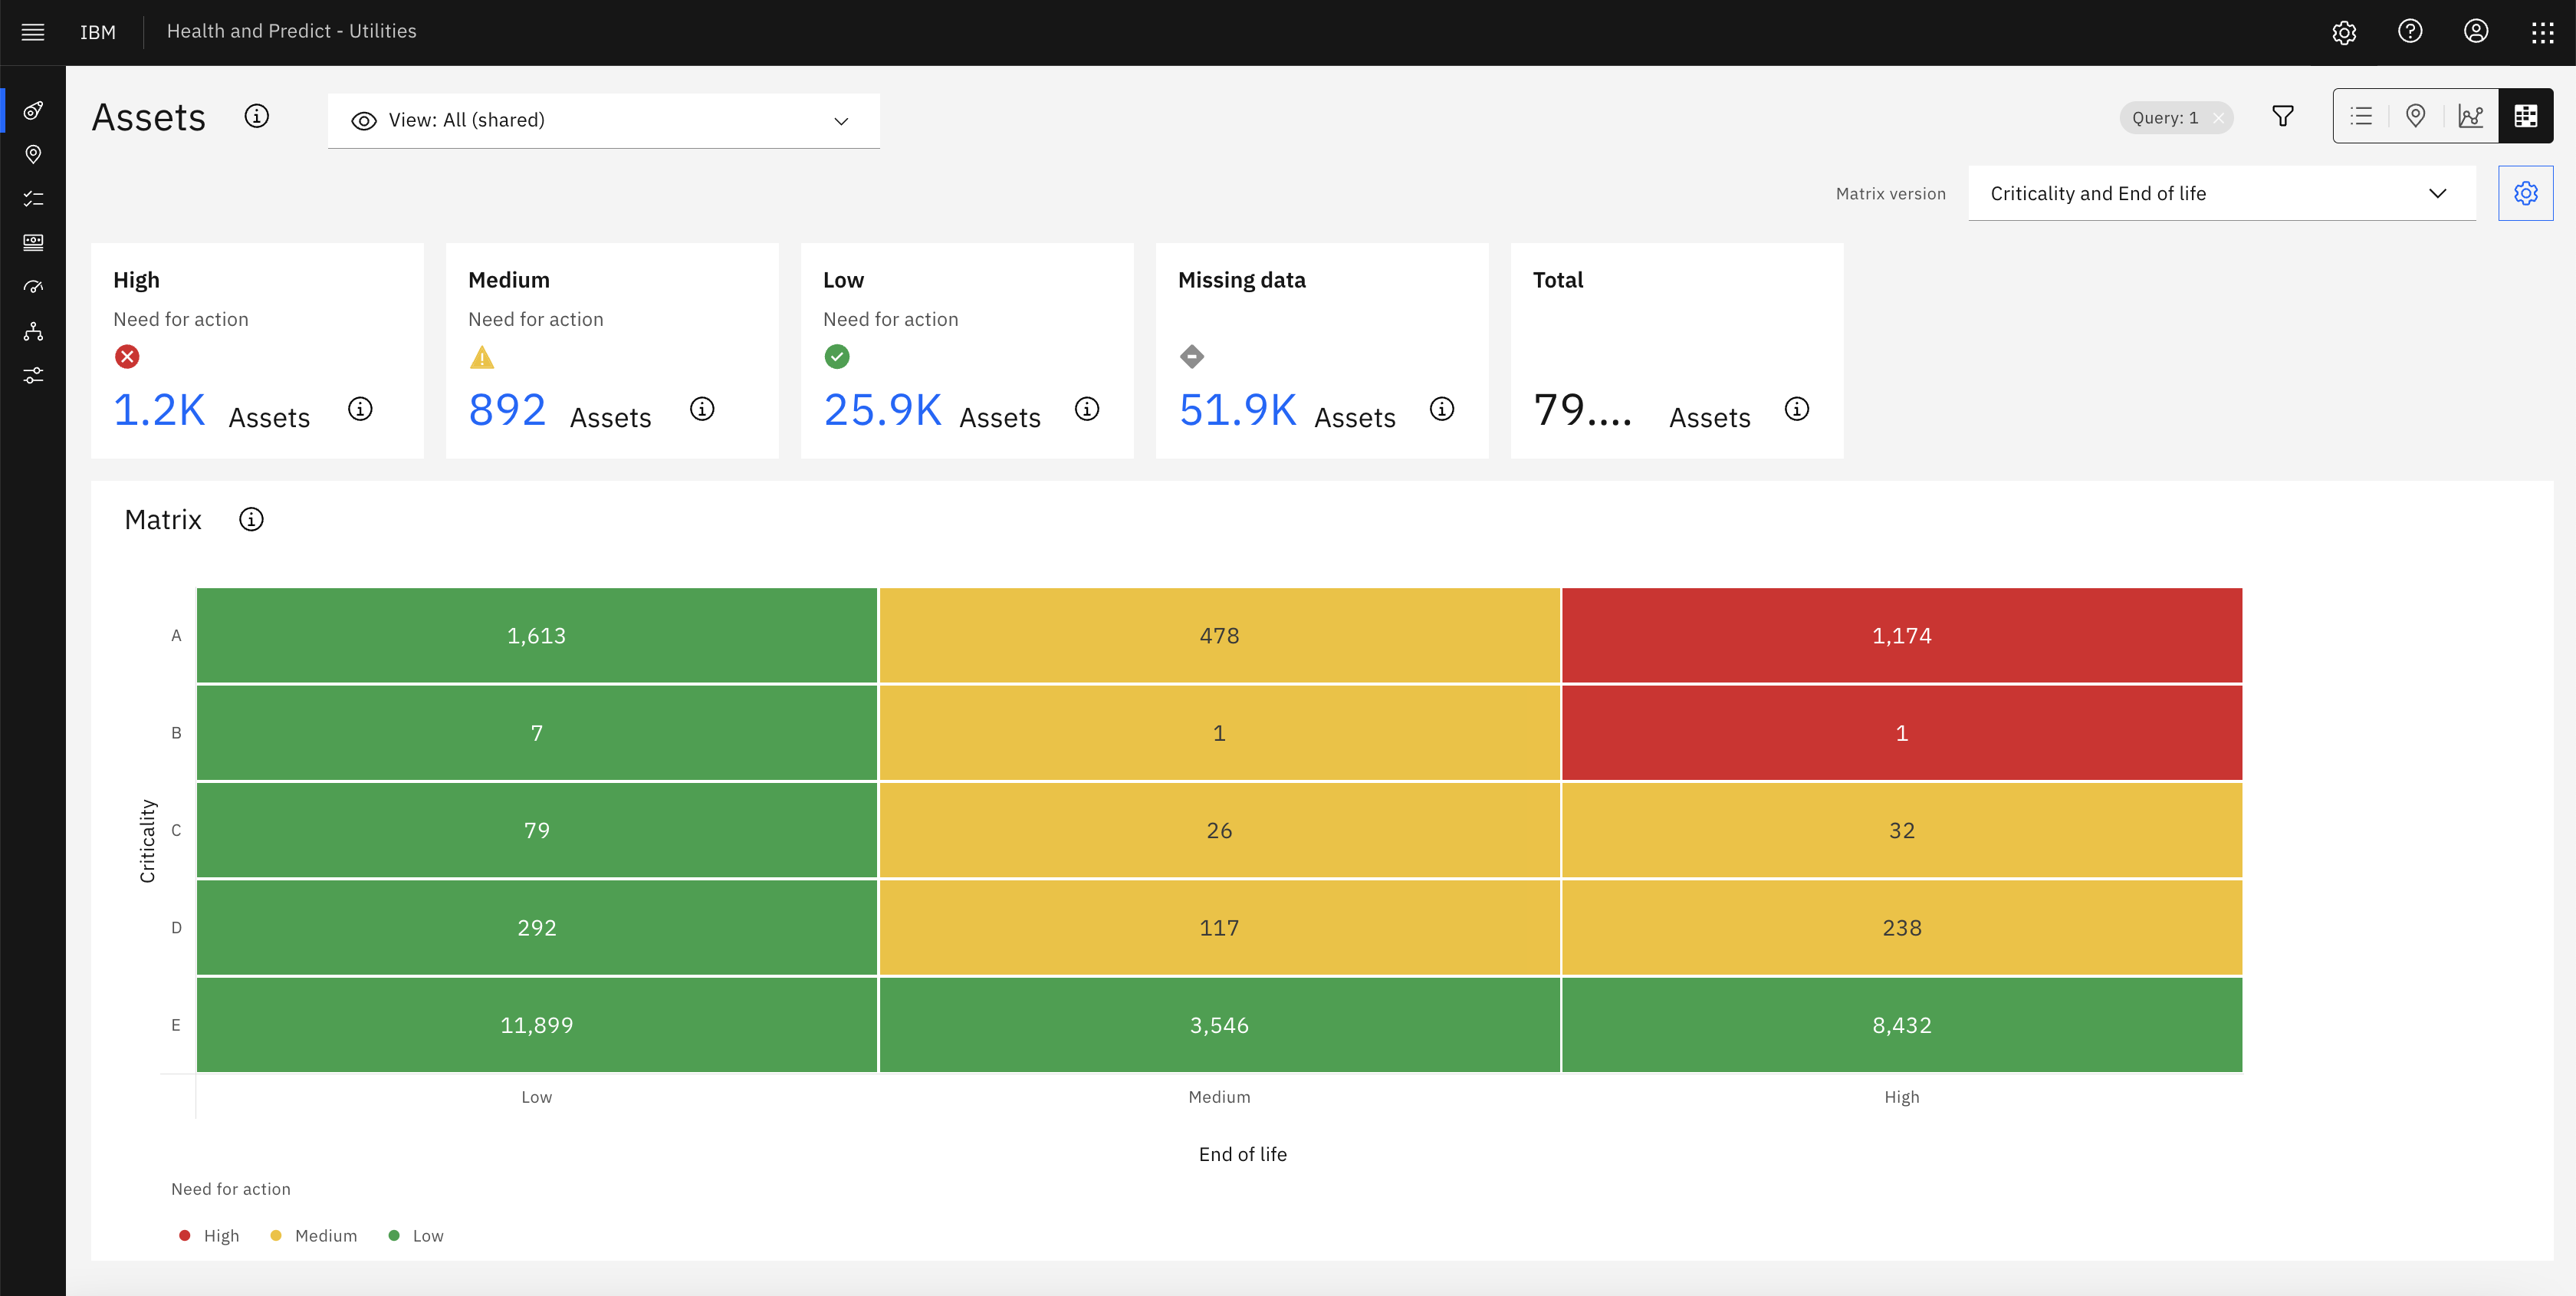 IBM Health and Predict - Utilities
Assets
View: All (shared)
Query: 1
Matrix version
Criticality and End of life
High
Need for action
1.2K Assets
Medium
Need for action
892 Assets
Low
Need for action
25.9K Assets
Missing data
51.9K Assets
Total
79.... Assets
Matrix
Criticality
A 1,613 478 1,174
B 7 1 1
C 79 26 32
D 292 117 238
E 11,899 3,546 8,432
Low Medium High
End of life
Need for action
High Medium Low